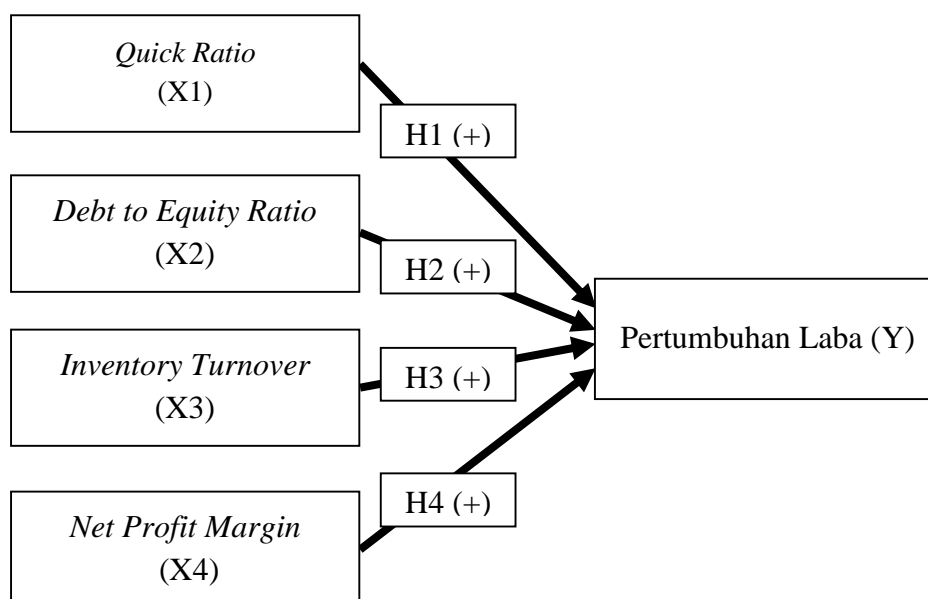 Quick Ratio
(X1)
H1 (+)
Debt to Equity Ratio
(X2)
H2 (+)
Pertumbuhan Laba (Y)
Inventory Turnover
(X3)
H3 (+)
Net Profit Margin
(X4)
H4 (+)